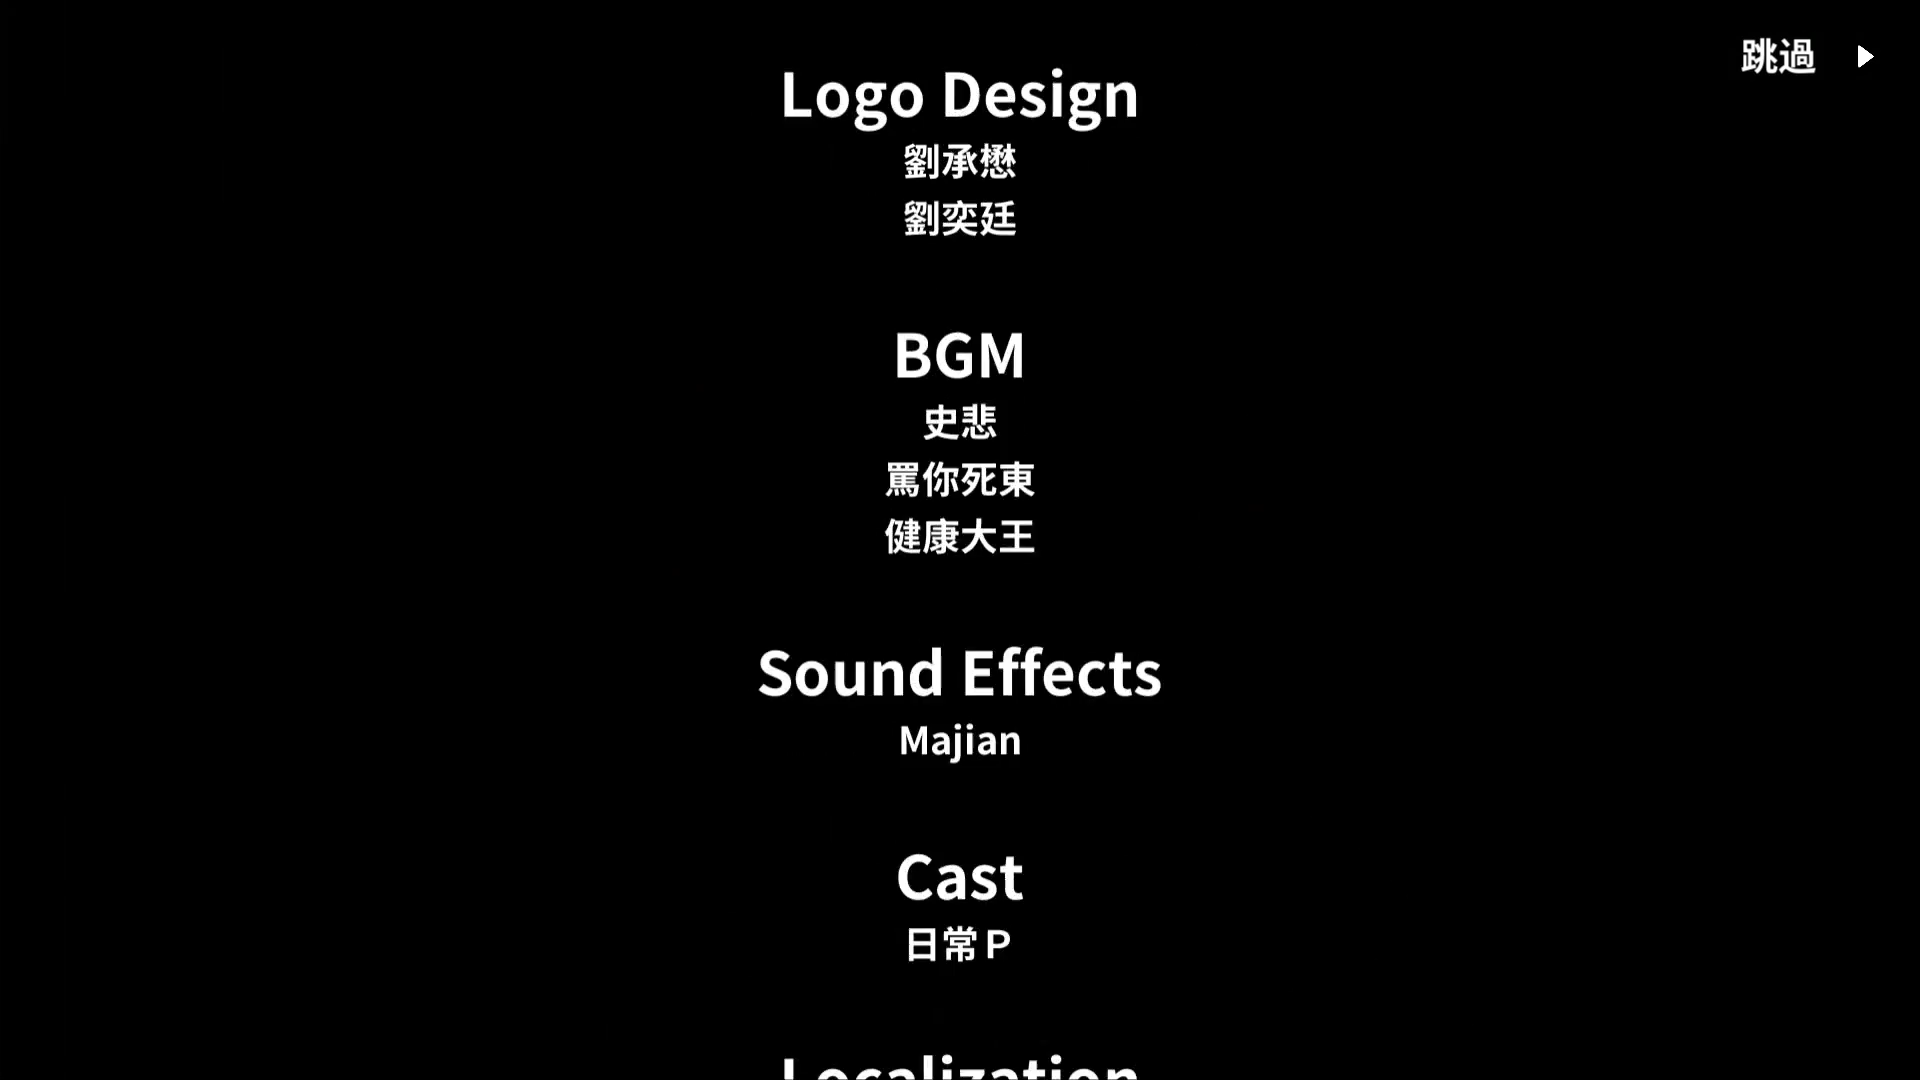 跳過
Logo Design
劉承懋
劉奕廷
BGM
史悲
罵你死東
健康大王
Sound Effects
Majian
Cast
日常Ｐ
Localization